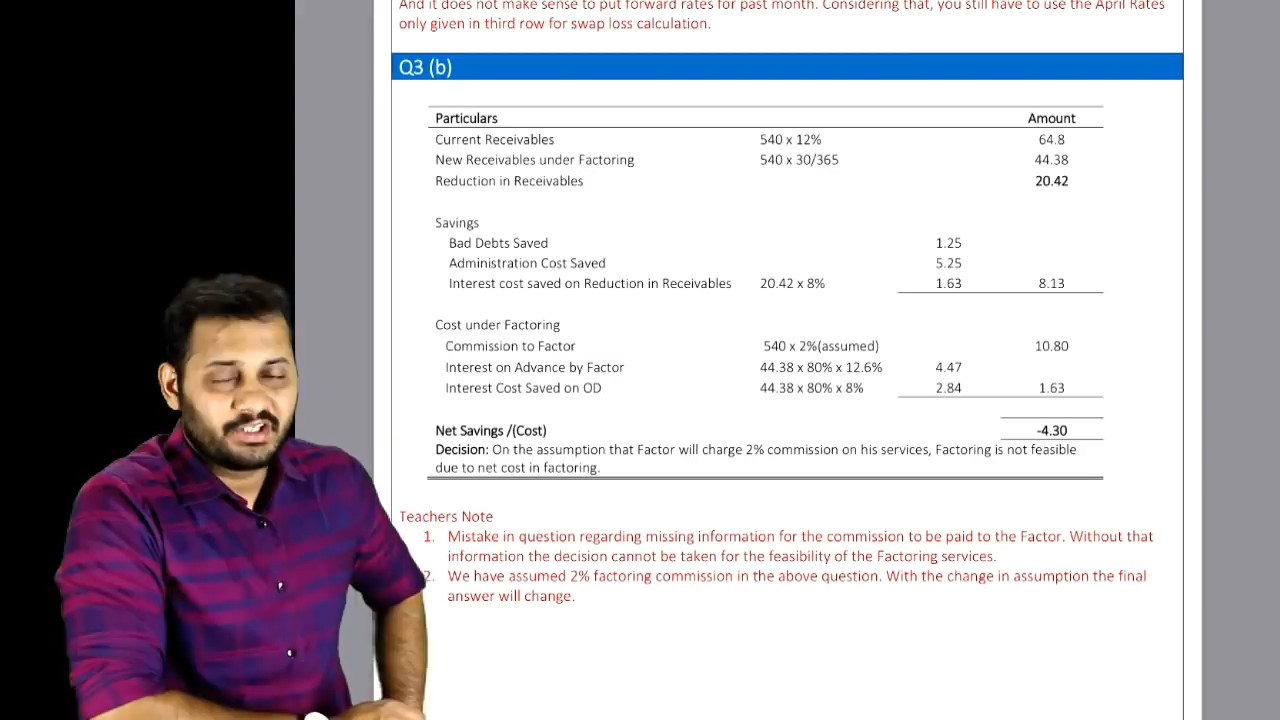 And it does not make sense to put forward rates for past month. Considering that, you still have to use the April Rates
only given in third row for swap loss calculation.
Q3 (b)
Particulars Amount
Current Receivables 540 x 12% 64.8
New Receivables under Factoring 540 x 30/365 44.38
Reduction in Receivables 20.42
Savings
Bad Debts Saved 1.25
Administration Cost Saved 5.25
Interest cost saved on Reduction in Receivables 20.42 x 8% 1.63 8.13
Cost under Factoring
Commission to Factor 540 x 2%(assumed) 10.80
Interest on Advance by Factor 44.38 x 80% x 12.6% 4.47
Interest Cost Saved on OD 44.38 x 80% x 8% 2.84 1.63
Net Savings /(Cost) -4.30
Decision: On the assumption that Factor will charge 2% commission on his services, Factoring is not feasible
due to net cost in factoring.
Teachers Note
1. Mistake in question regarding missing information for the commission to be paid to the Factor. Without that
information the decision cannot be taken for the feasibility of the Factoring services.
2. We have assumed 2% factoring commission in the above question. With the change in assumption the final
answer will change.